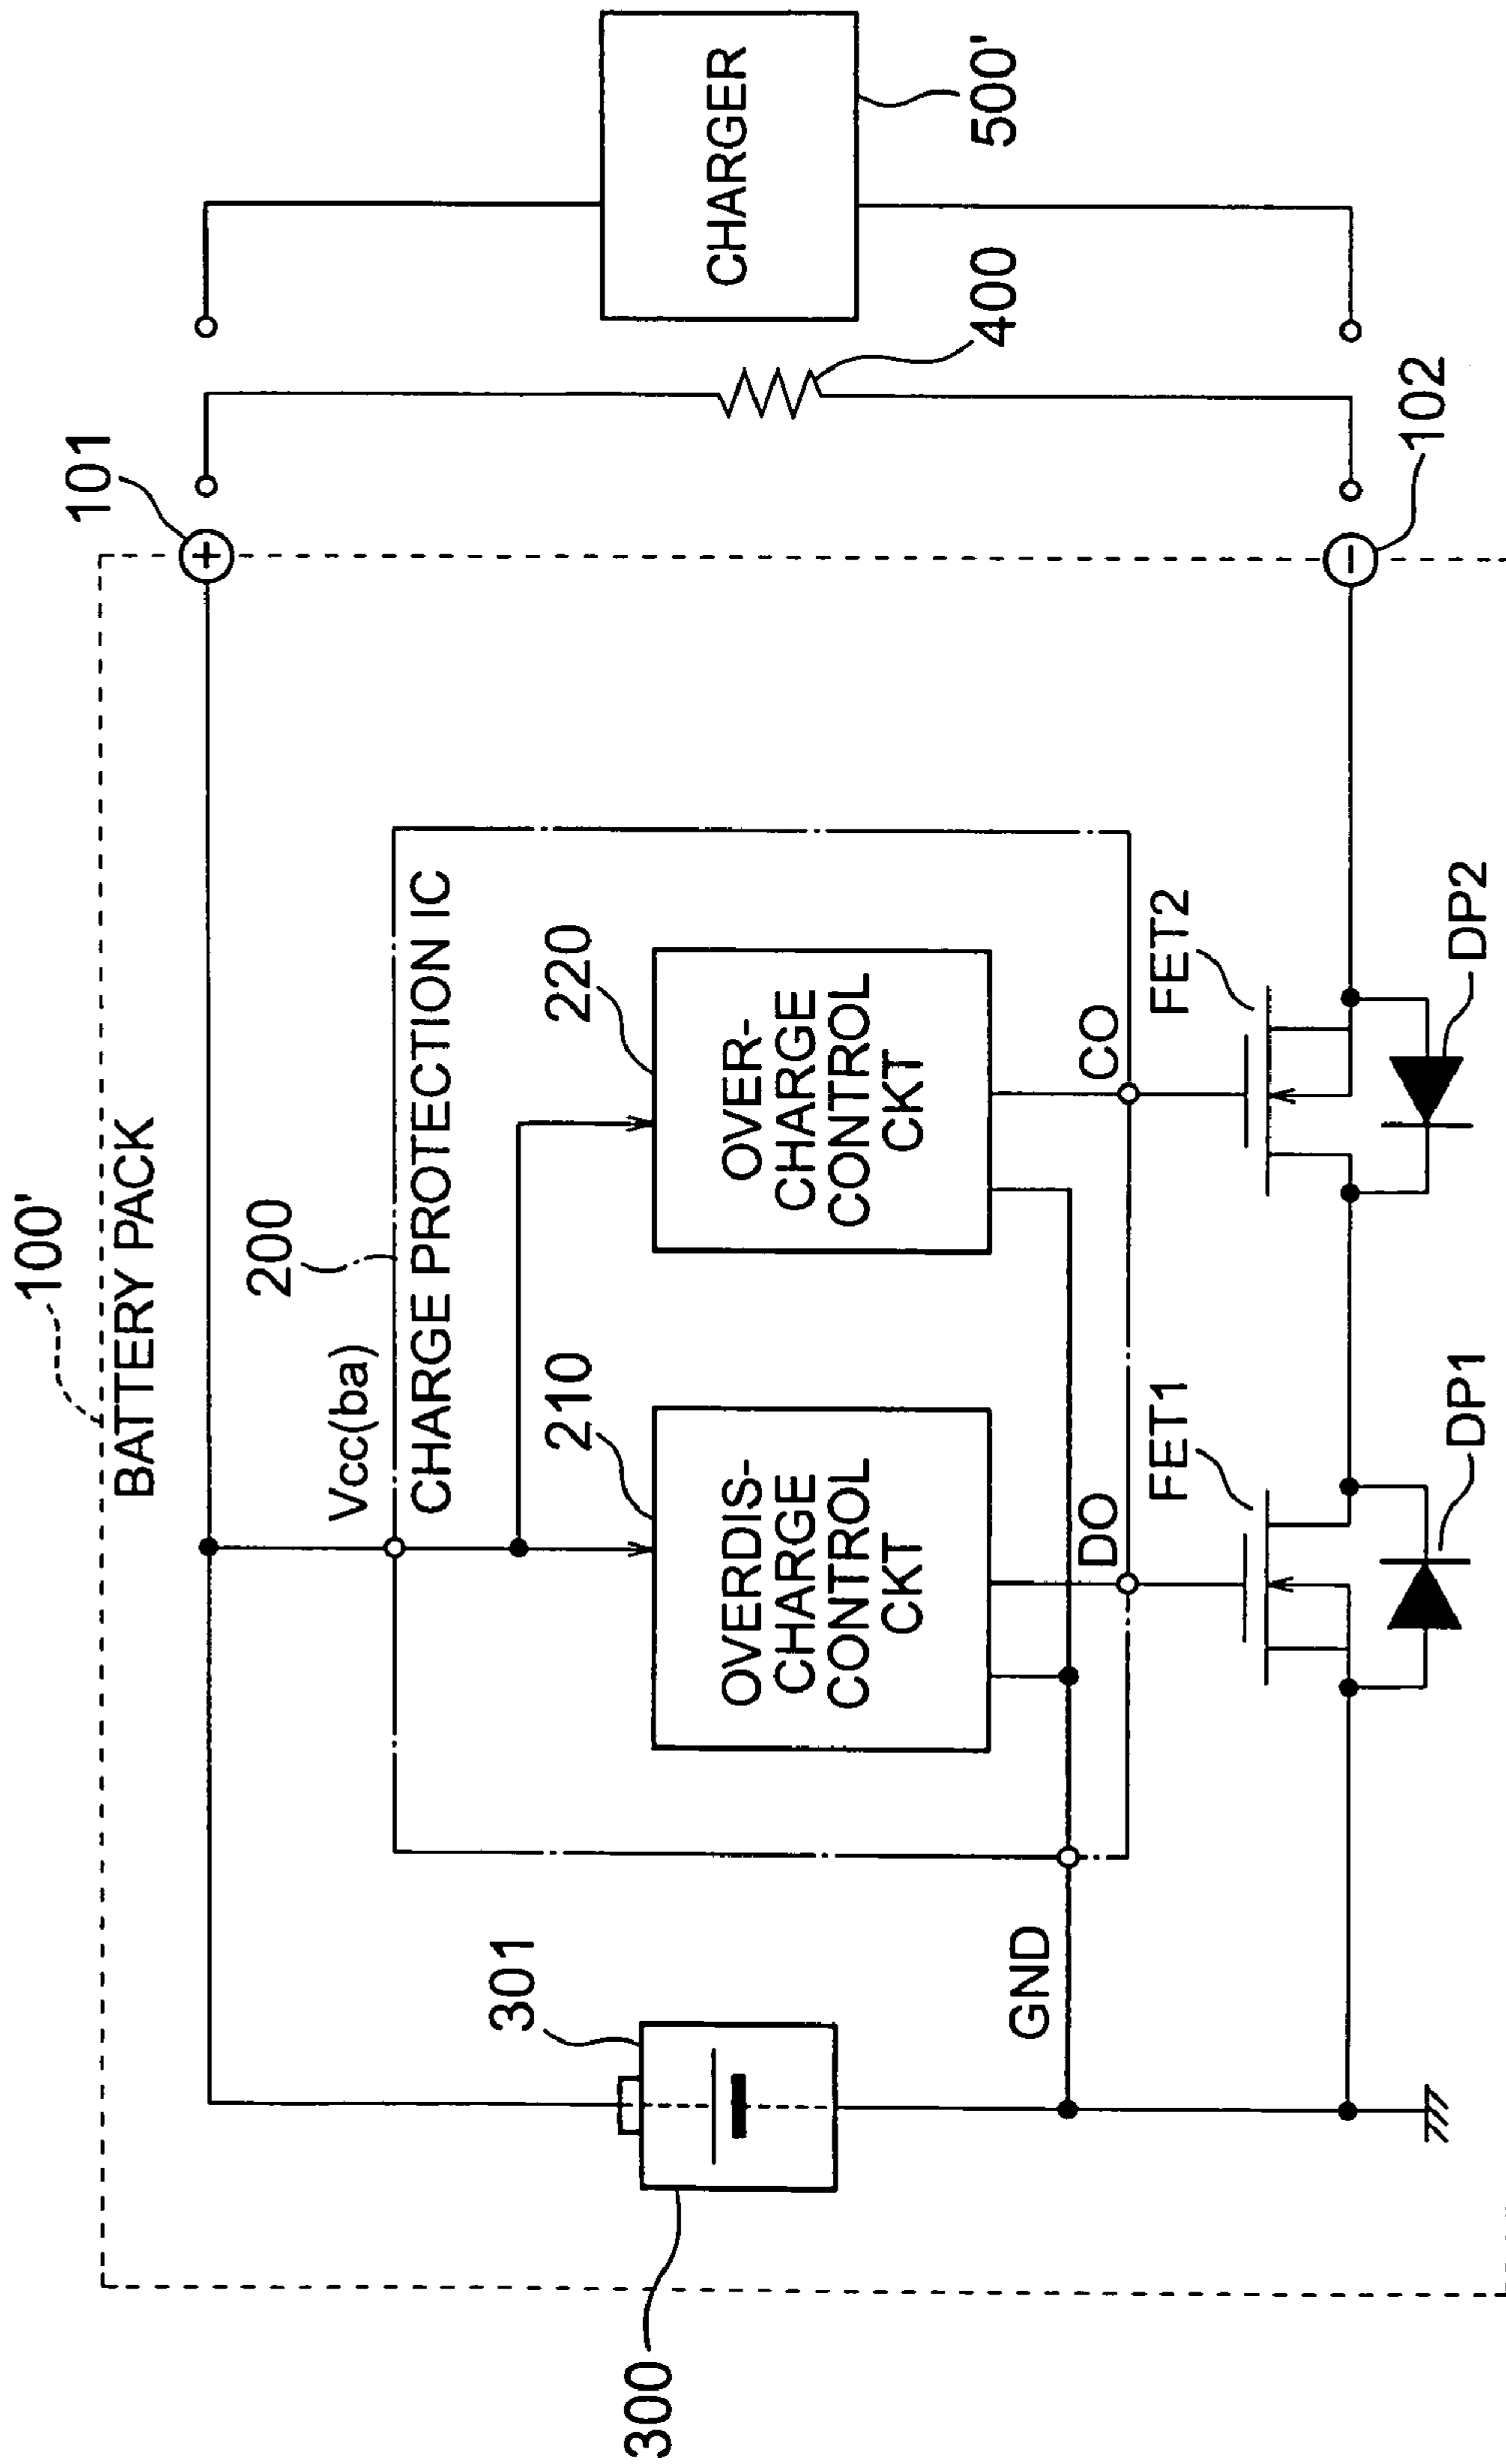 100'
BATTERY PACK
101
+
Vcc(ba)
200
CHARGE PROTECTION IC
210
OVERDIS-
CHARGE
CONTROL
CKT
220
OVER-
CHARGE
CONTROL
CKT
301
300
GND
DO
CO
FET1
FET2
DP1
DP2
102
−
400
CHARGER
500'